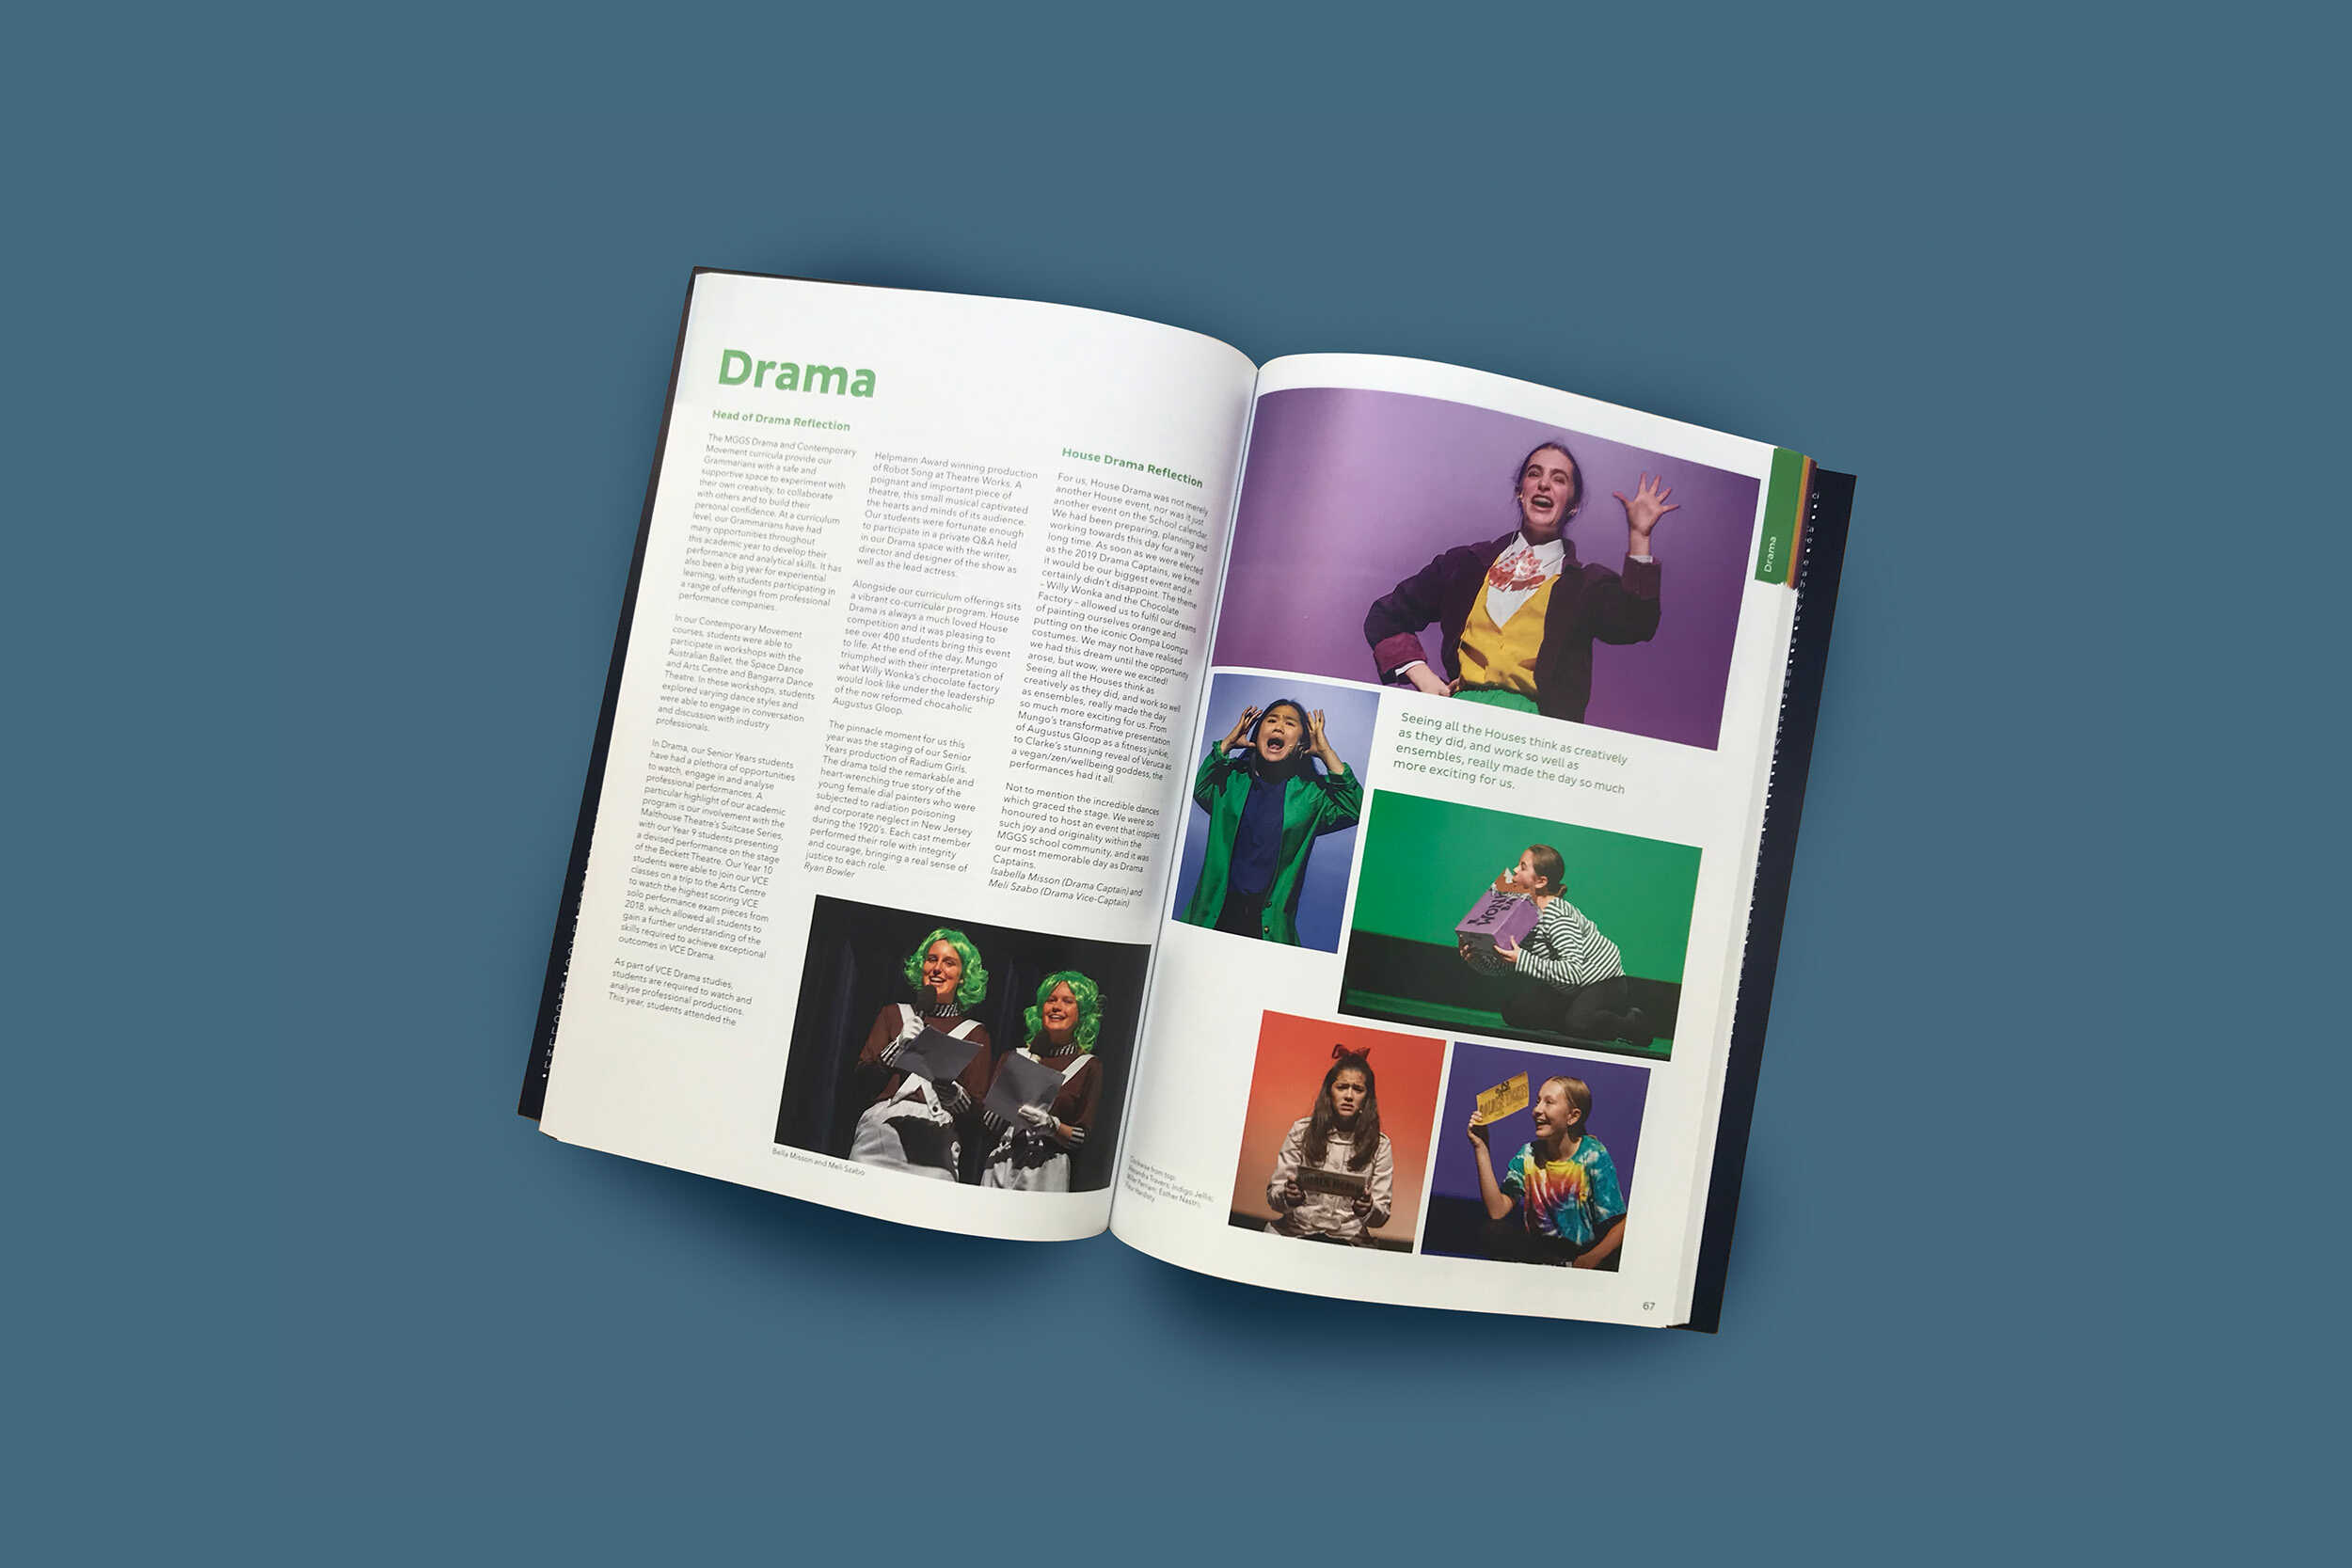 Drama
Head of Drama Reflection
The MGGS Drama and Contemporary
Movement curricula provide our
Grammarians with a safe and
supportive space to experiment with
their own creativity, to collaborate
with others and to build their
personal confidence. At a curriculum
level, our Grammarians have had
many opportunities throughout
this academic year to develop their
performance and analytical skills. It has
also been a big year for experiential
learning, with students participating in
a range of offerings from professional
performance companies.
In our Contemporary Movement
courses, students were able to
participate in workshops with the
Australian Ballet, the Space Dance
and Arts Centre and Bangarra Dance
Theatre. In these workshops, students
explored varying dance styles and
were able to engage in conversation
and discussion with industry
professionals.
In Drama, our Senior Years students
have had a plethora of opportunities
to watch, engage in and analyse
professional performances. A
particular highlight of our academic
program is our involvement with the
Malthouse Theatre's Suitcase Series,
with our Year 9 students presenting
a devised performance on the stage
of the Beckett Theatre. Our Year 10
students were able to join our VCE
classes on a trip to the Arts Centre
to watch the highest scoring VCE
solo performance exam pieces from
2018, which allowed all students to
gain a further understanding of the
skills required to achieve exceptional
outcomes in VCE Drama.
As part of VCE Drama studies,
students are required to watch and
analyse professional productions.
This year, students attended the
Helpmann Award winning production
of Robot Song at Theatre Works. A
poignant and important piece of
theatre, this small musical captivated
the hearts and minds of its audience.
Our students were fortunate enough
to participate in a private Q&A held
in our Drama space with the writer,
director and designer of the show as
well as the lead actress.
Alongside our curriculum offerings sits
a vibrant co-curricular program. House
Drama is always a much loved House
competition and it was pleasing to
see over 400 students bring this event
to life. At the end of the day, Mungo
triumphed with their interpretation of
what Willy Wonka's chocolate factory
would look like under the leadership
of the now reformed chocaholic
Augustus Gloop.
The pinnacle moment for us this
year was the staging of our Senior
Years production of Radium Girls.
The drama told the remarkable and
heart-wrenching true story of the
young female dial painters who were
subjected to radiation poisoning
and corporate neglect in New Jersey
during the 1920's. Each cast member
performed their role with integrity
and courage, bringing a real sense of
justice to each role.
Ryan Bowler
House Drama Reflection
For us, House Drama was not merely
another House event, nor was it just
another event on the School calendar.
We had been preparing, planning and
working towards this day for a very
long time. As soon as we were elected
as the 2019 Drama Captains, we knew
it would be our biggest event and it
certainly didn't disappoint. The theme
- Willy Wonka and the Chocolate
Factory - allowed us to fulfil our dreams
of painting ourselves orange and
putting on the iconic Oompa Loompa
costumes. We may not have realised
we had this dream until the opportunity
arose, but wow, were we excited!
Seeing all the Houses think as
creatively as they did, and work so well
as ensembles, really made the day
so much more exciting for us. From
Mungo's transformative presentation
of Augustus Gloop as a fitness junkie,
to Clarke's stunning reveal of Veruca as
a vegan/zen/wellbeing goddess, the
performances had it all.
Not to mention the incredible dances
which graced the stage. We were so
honoured to host an event that inspires
such joy and originality within the
MGGS school community, and it was
our most memorable day as Drama
Captains.
Isabella Misson (Drama Captain) and
Meli Szabo (Drama Vice-Captain)
Bella Misson and Meli Szabo
Drama
Seeing all the Houses think as creatively
as they did, and work so well as
ensembles, really made the day so much
more exciting for us.
WONKA
GOLDEN TICKET
Clockwise from top:
Travers; Indigo Jellis;
Esther Nastri;
67